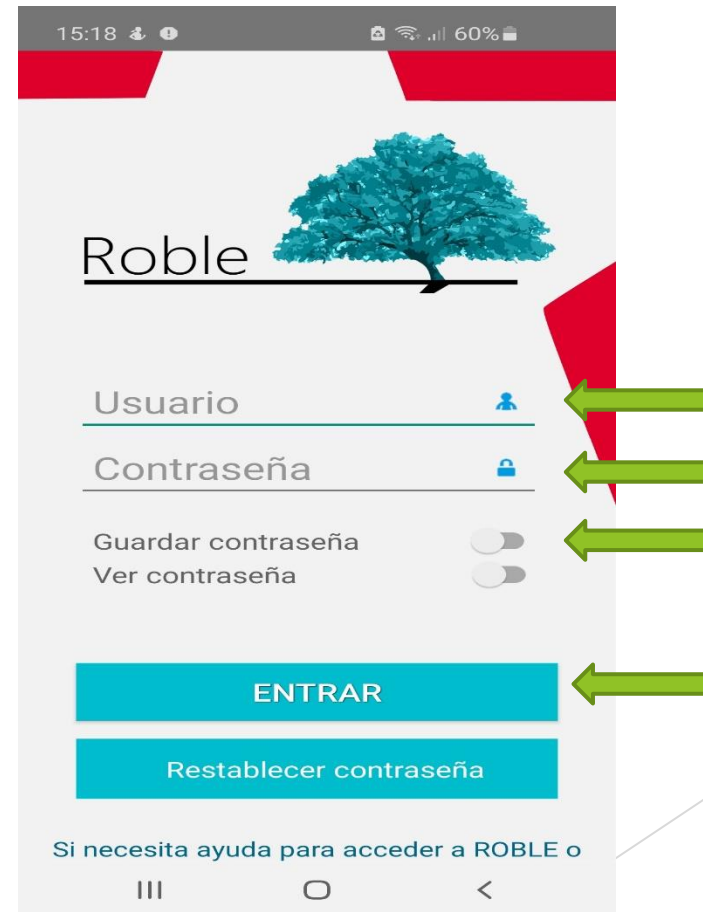 15:18 60%
Roble
Usuario
Contraseña
Guardar contraseña
Ver contraseña
ENTRAR
Restablecer contraseña
Si necesita ayuda para acceder a ROBLE o